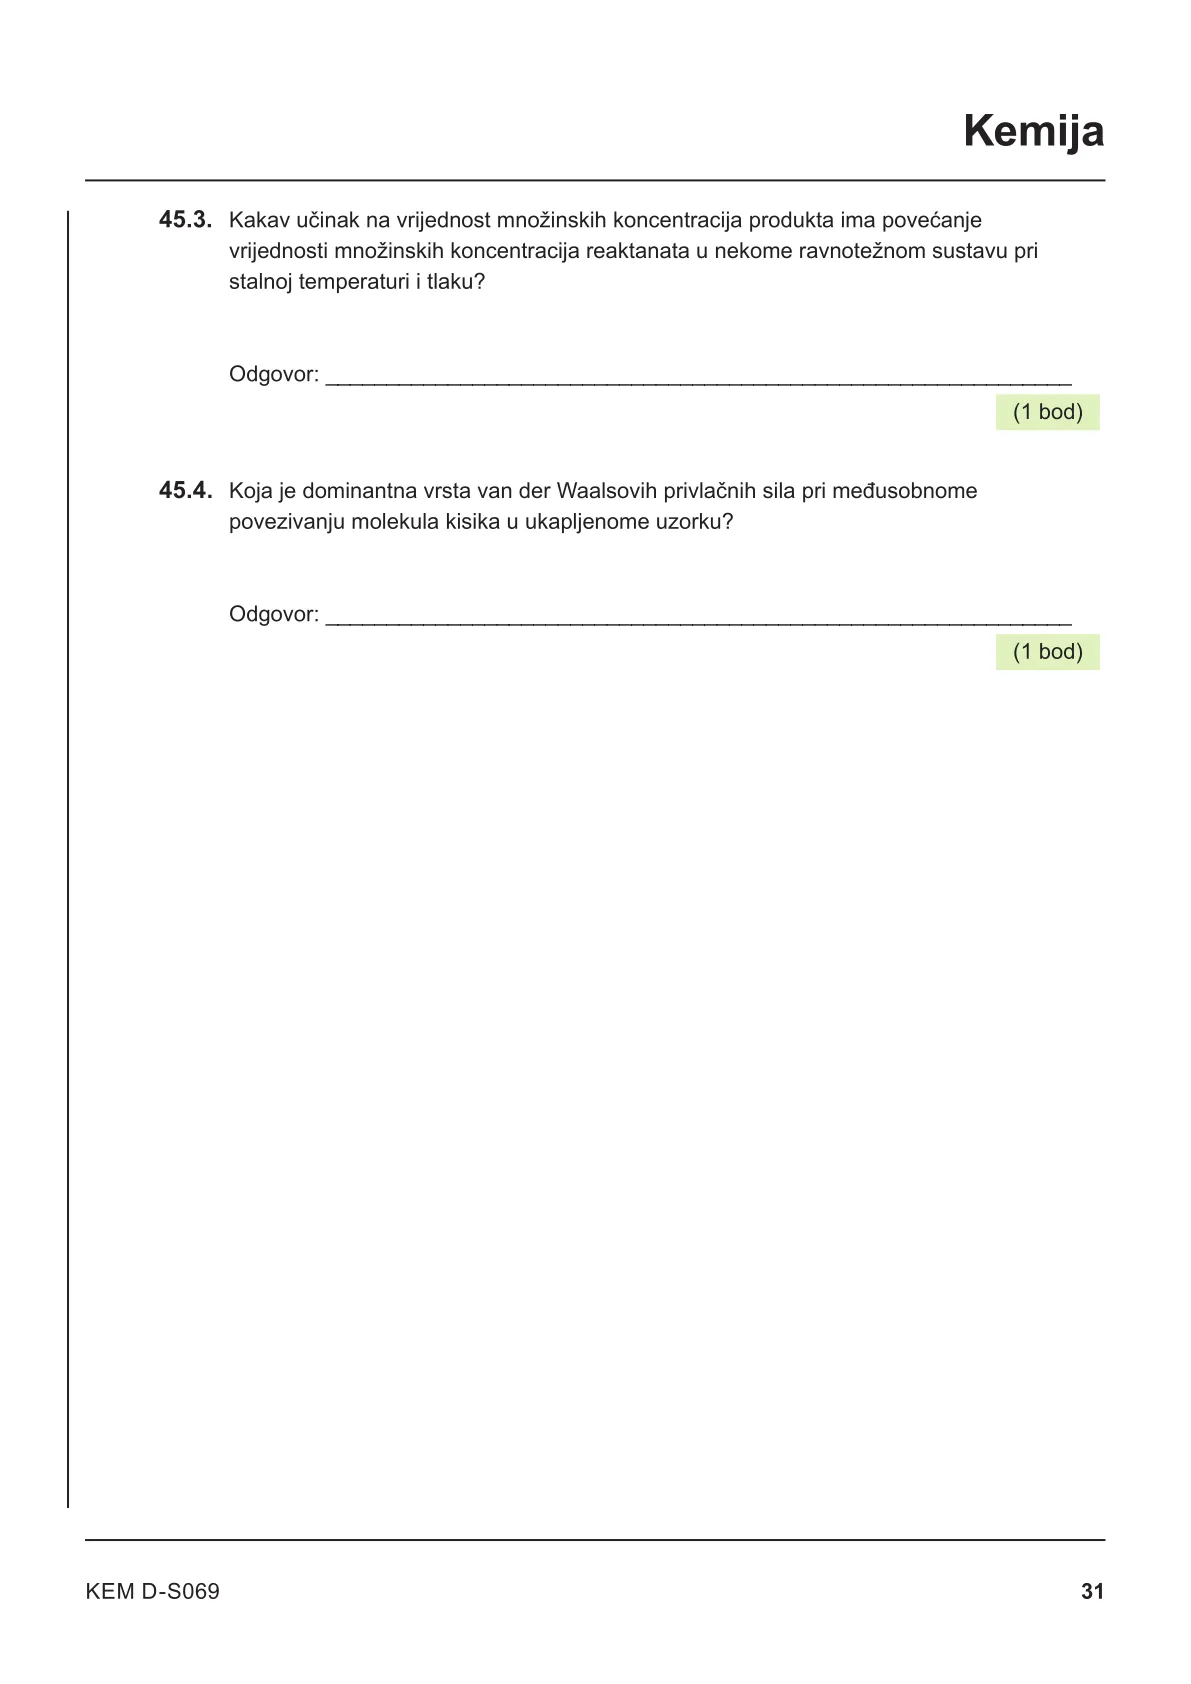 Kemija
45.3. Kakav učinak na vrijednost množinskih koncentracija produkta ima povećanje
vrijednosti množinskih koncentracija reaktanata u nekome ravnotežnom sustavu pri
stalnoj temperaturi i tlaku?
Odgovor: _____________________________________________________________
(1 bod)
45.4. Koja je dominantna vrsta van der Waalsovih privlačnih sila pri međusobnome
povezivanju molekula kisika u ukapljenome uzorku?
Odgovor: _____________________________________________________________
(1 bod)
KEM D-S069
31